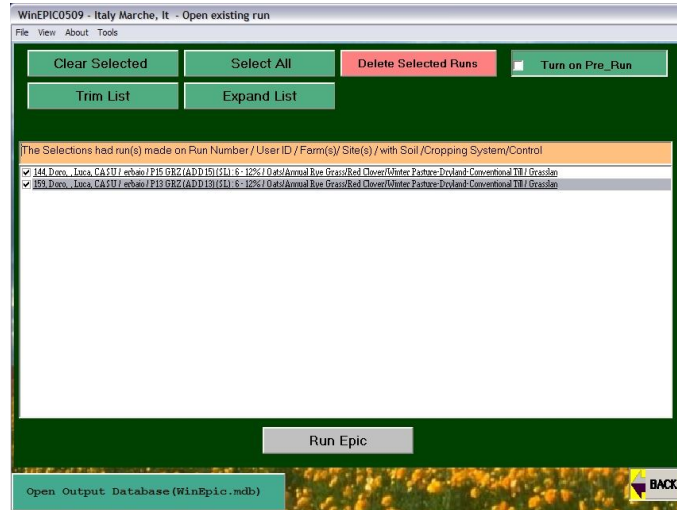 WinEPIC0509 - Italy Marche, It - Open existing run
File View About Tools
Clear Selected Select All Delete Selected Runs Turn on Pre_Run
Trim List Expand List
The Selections had run(s) made on Run Number / User ID / Farm(s)/ Site(s) / with Soil /Cropping System/Control
144, Doro, , Luca, CASU / erbaio / P15 GRZ (ADD15) (SL): 6 - 12% / Oats/Annual Rye Grass/Red Clover/Winter Pasture-Dryland-Conventional Till / Grasslan
159, Doro, , Luca, CASU / erbaio / P13 GRZ (ADD13) (SL): 6 - 12% / Oats/Annual Rye Grass/Red Clover/Winter Pasture-Dryland-Conventional Till / Grasslan
Run Epic
Open Output Database(WinEpic.mdb)
BACK